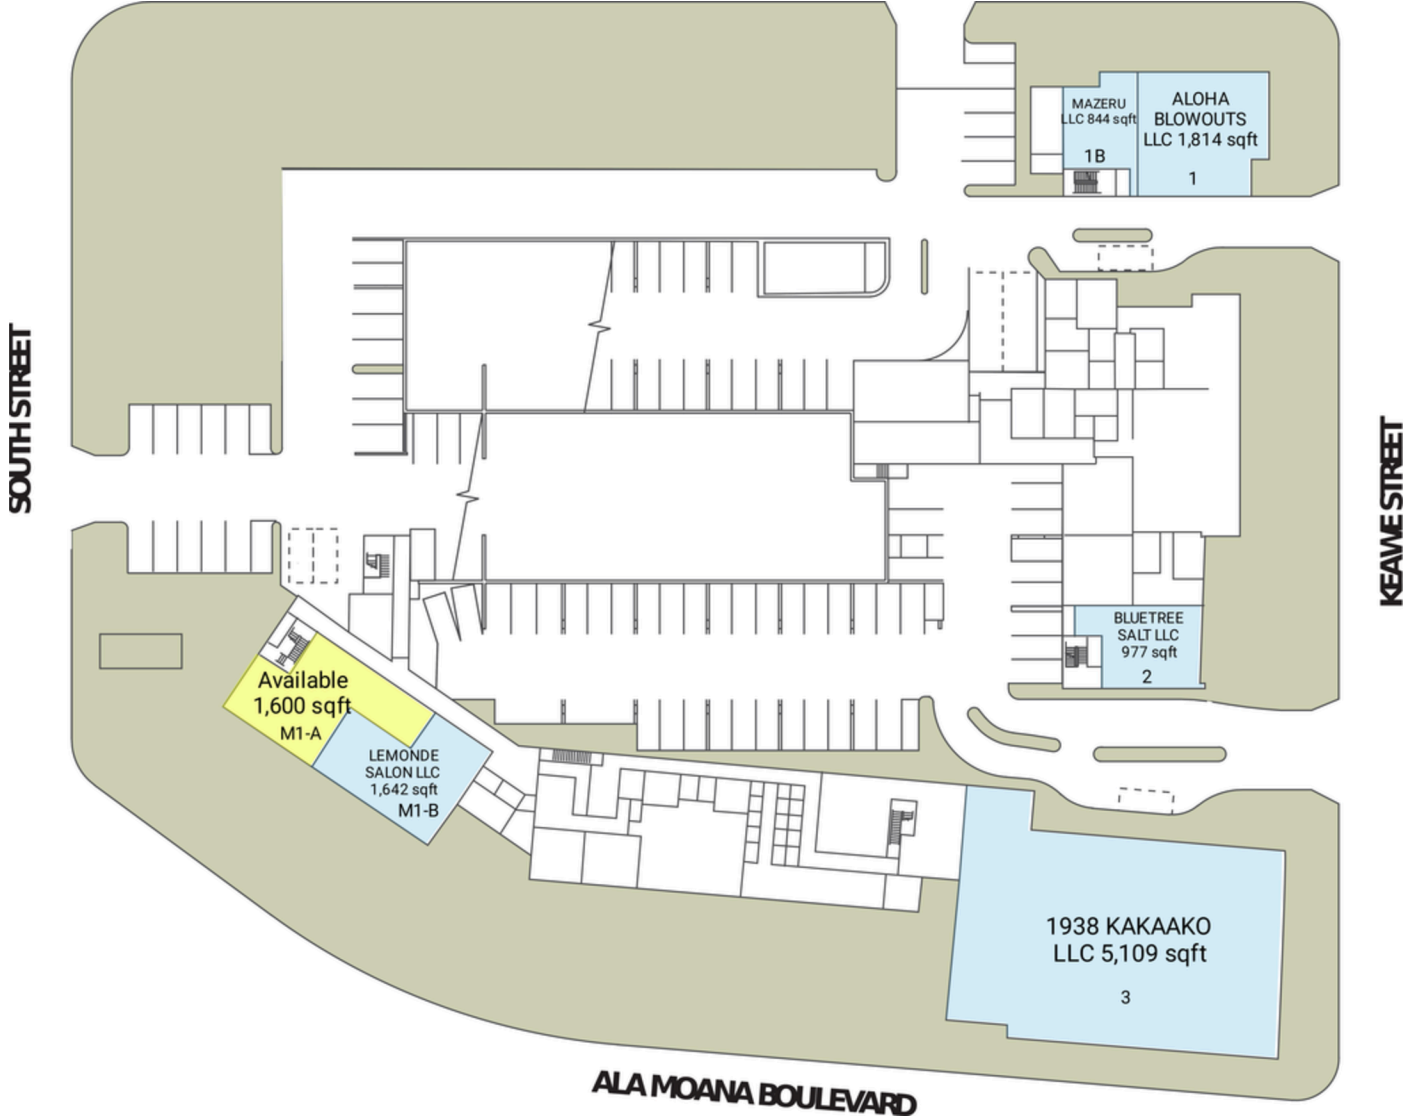 MAZERU
LLC 844 sqft
1B
ALOHA
BLOWOUTS
LLC 1,814 sqft
1
SOUTH STREET
KEAWE STREET
BLUETREE
SALT LLC
977 sqft
2
Available
1,600 sqft
M1-A
LEMONDE
SALON LLC
1,642 sqft
M1-B
1938 KAKAAKO
LLC 5,109 sqft
3
ALA MOANA BOULEVARD